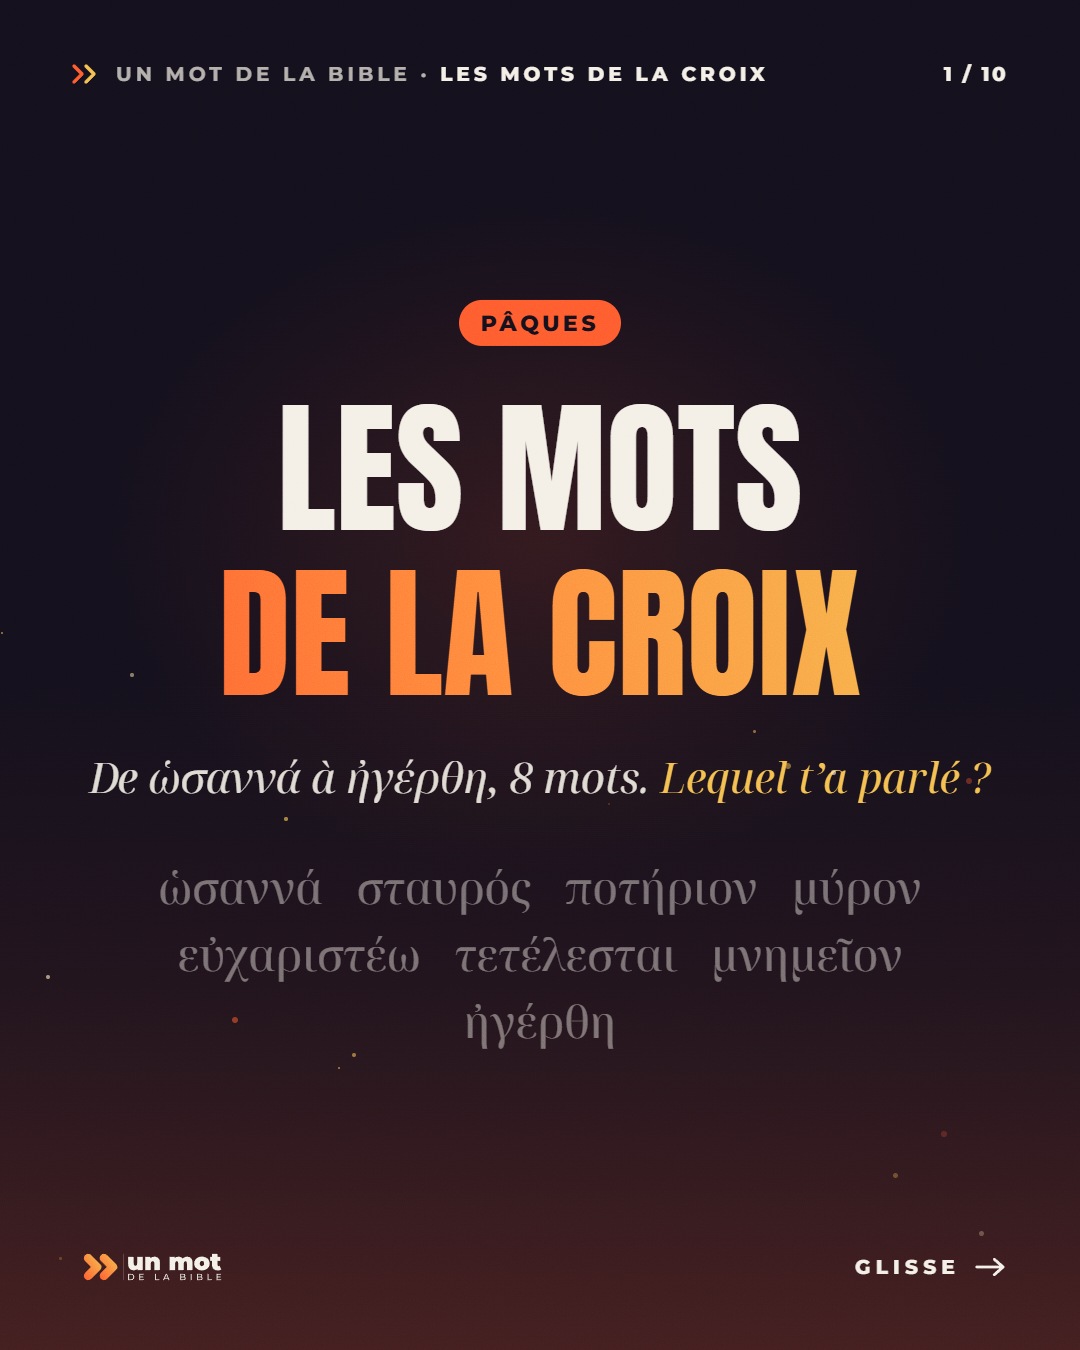 UN MOT DE LA BIBLE · LES MOTS DE LA CROIX
1 / 10
PÂQUES
LES MOTS
DE LA CROIX
De ὡσαννά à ἠγέρθη, 8 mots. Lequel t’a parlé ?
ὡσαννά σταυρός ποτήριον μύρον
εὐχαριστέω τετέλεσται μνημεῖον
ἠγέρθη
un mot
DE LA BIBLE
GLISSE →